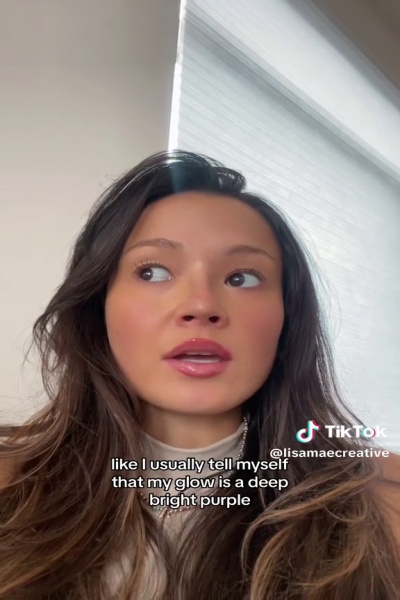 TikTok
@lisamaecreative
like I usually tell myself
that my glow is a deep
bright purple